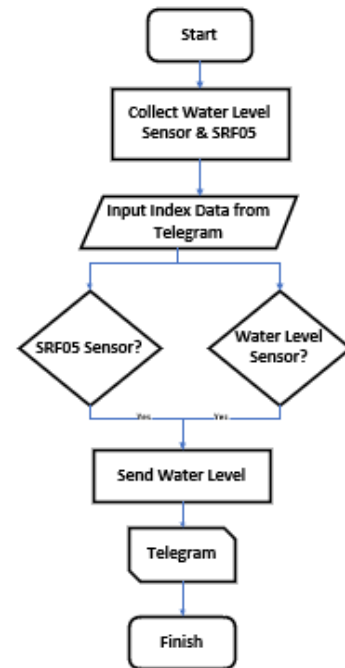 Start
Collect Water Level
Sensor & SRF05
Input Index Data from
Telegram
SRF05 Sensor?
Water Level
Sensor?
Yes
Yes
Send Water Level
Telegram
Finish